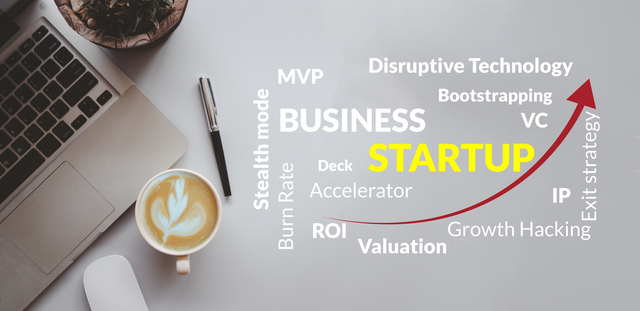 MVP
Disruptive Technology
Bootstrapping
Stealth mode
BUSINESS
VC
STARTUP
Deck
Exit strategy
Burn Rate
Accelerator
IP
ROI
Growth Hacking
Valuation